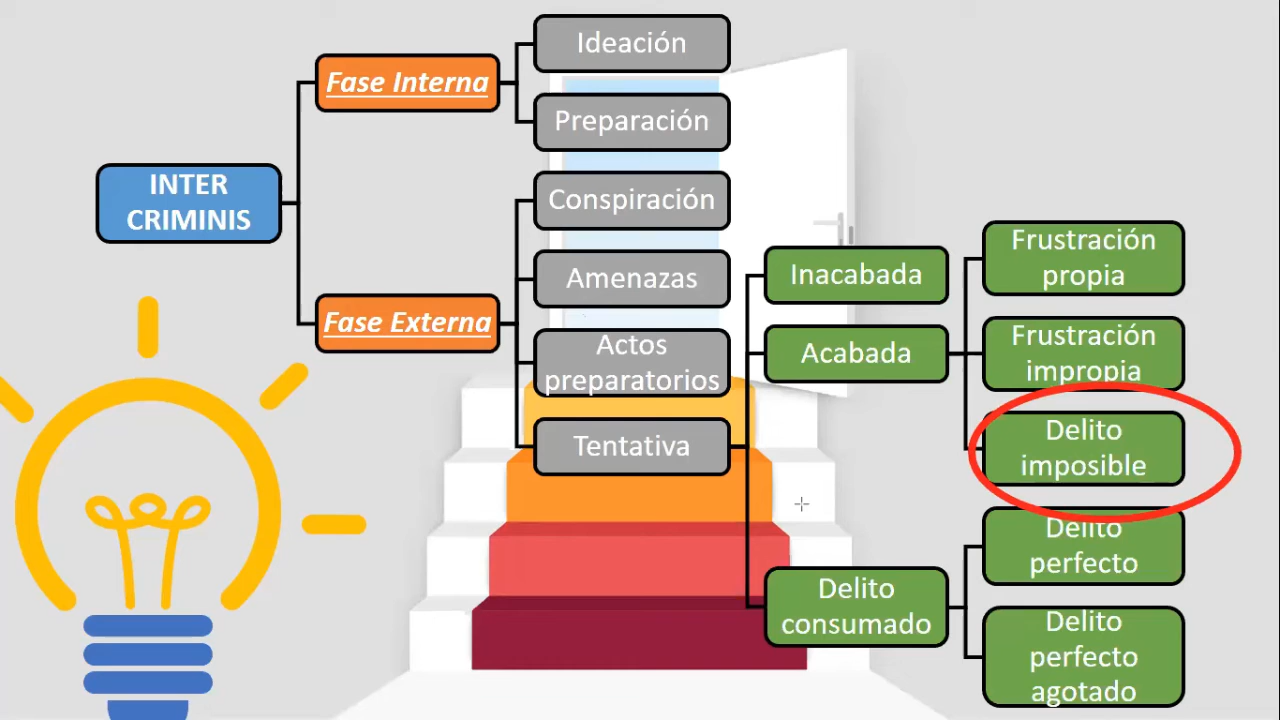 INTER
CRIMINIS
Fase Interna
Ideación
Preparación
Fase Externa
Conspiración
Amenazas
Actos
preparatorios
Tentativa
Inacabada
Acabada
Frustración
propia
Frustración
impropia
Delito
imposible
Delito
consumado
Delito
perfecto
Delito
perfecto
agotado